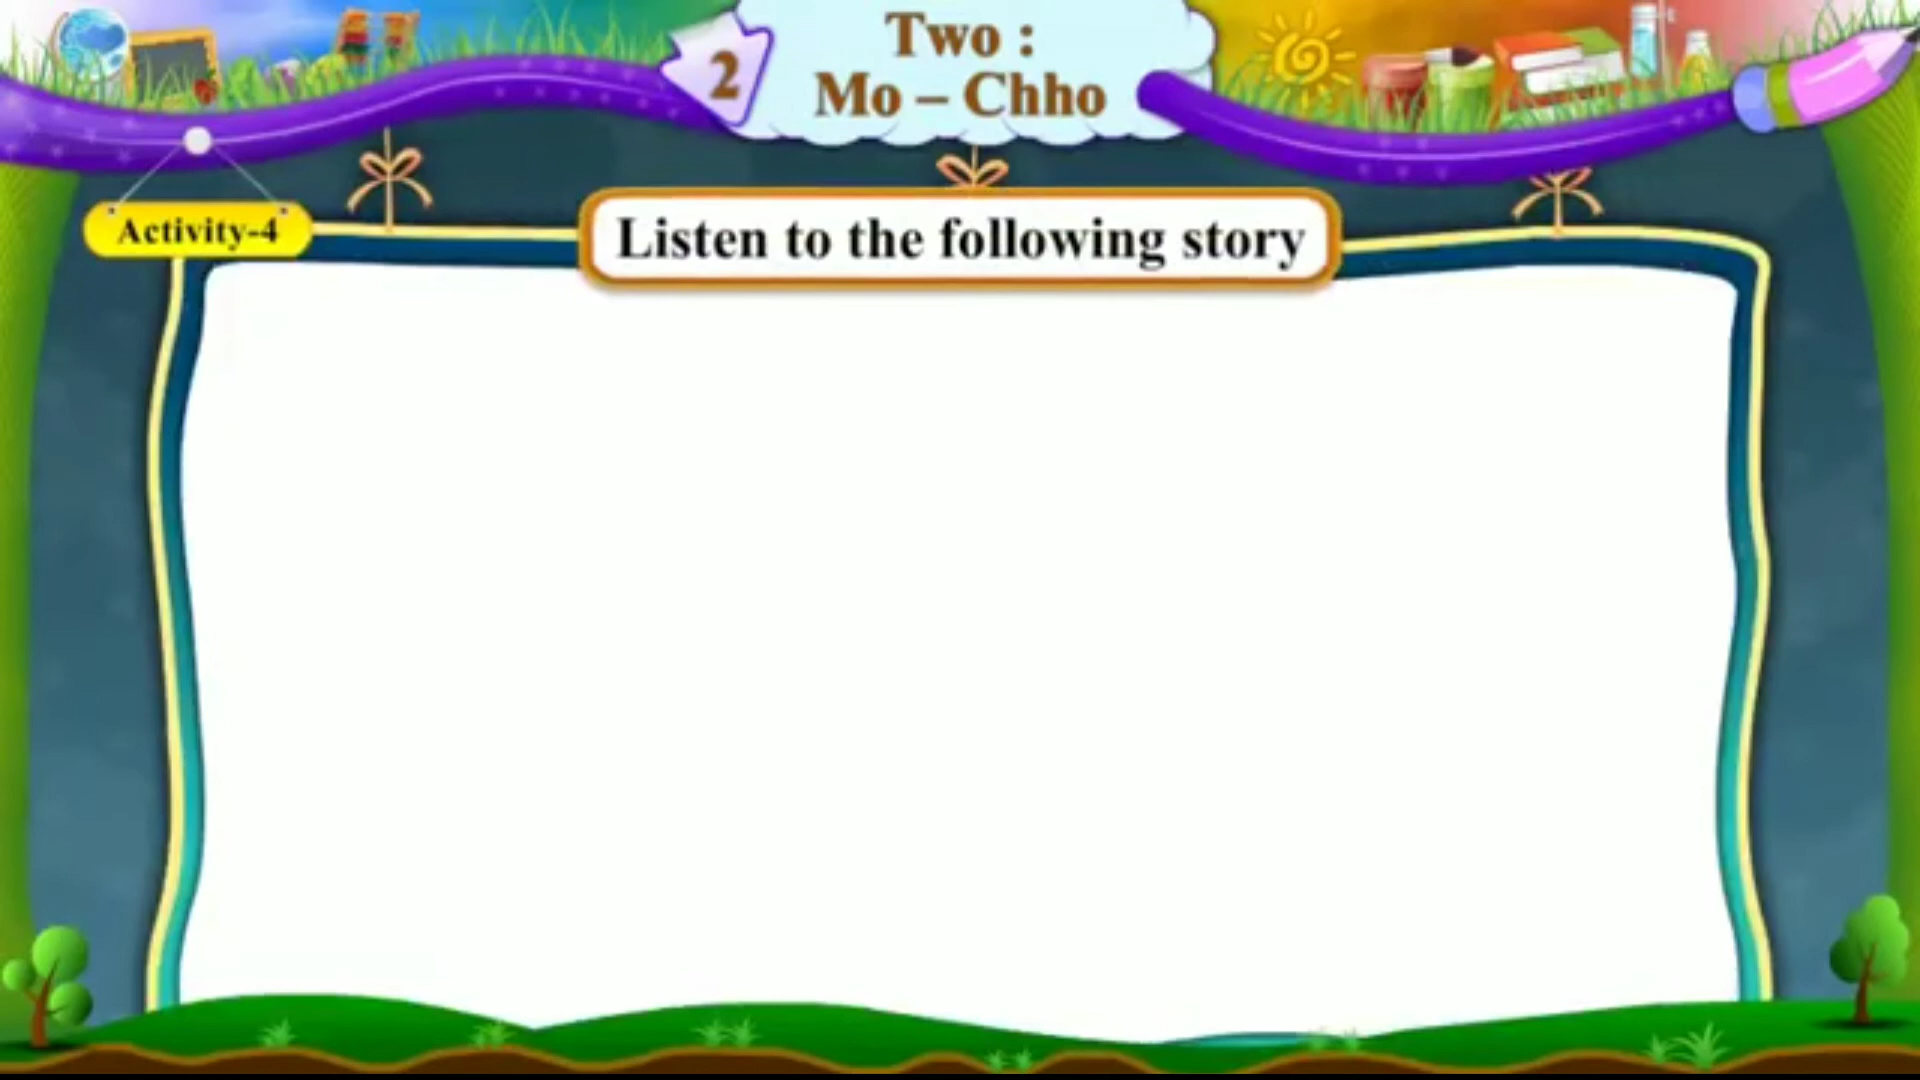 2
Two :
Mo – Chho
Activity-4
Listen to the following story